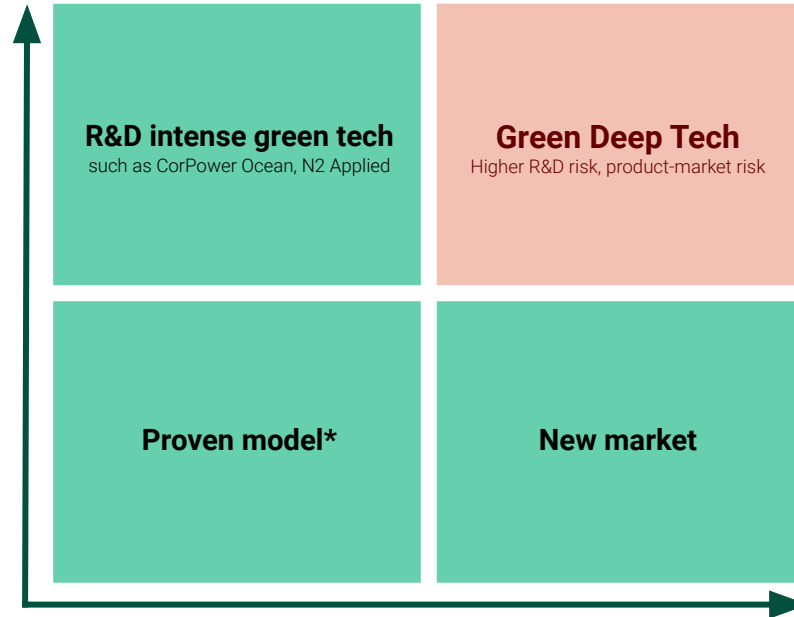 R&D intense green tech
such as CorPower Ocean, N2 Applied
Green Deep Tech
Higher R&D risk, product-market risk
Proven model*
New market